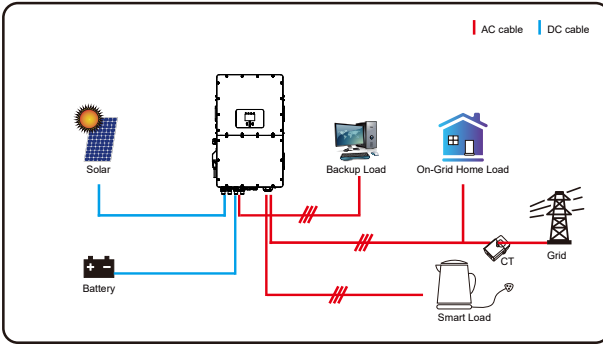 AC cable
DC cable
Solar
Backup Load
On-Grid Home Load
CT
Grid
Battery
Smart Load